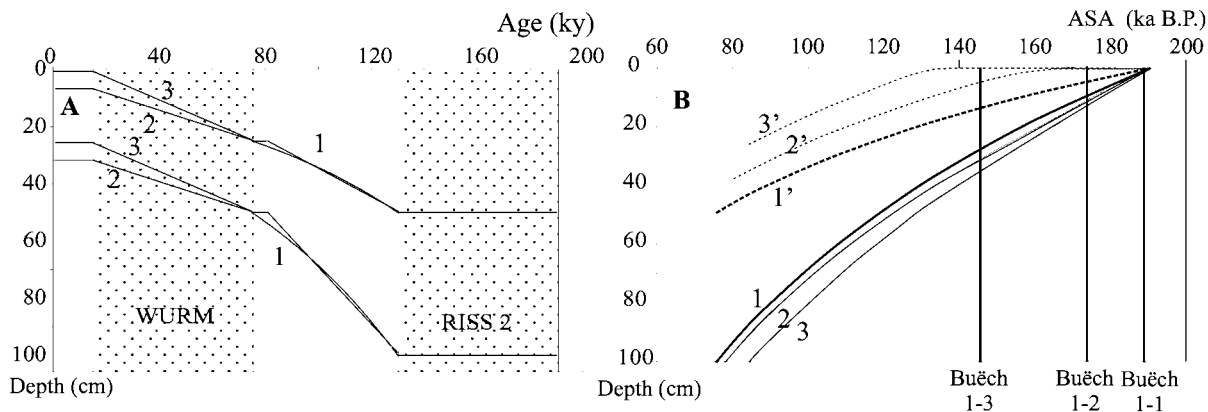 Age (ky)
0 40 80 120 160 200
0
20
40
60
80
100
Depth (cm)
A
3
2
3
2
1
1
WURM
RISS 2
ASA (ka B.P.)
60 80 100 120 140 160 180 200
0
20
40
60
80
100
Depth (cm)
B
3’
2’
1’
1
2
3
Buëch 1-3
Buëch 1-2
Buëch 1-1